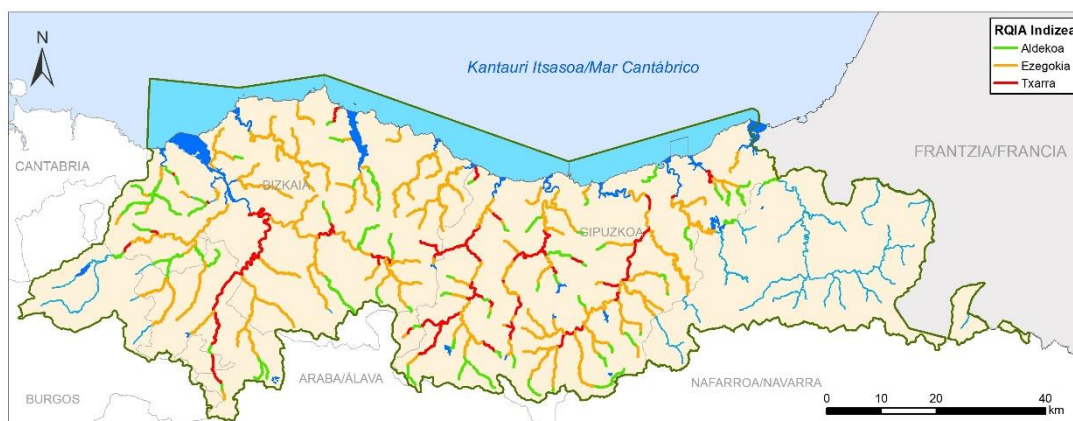 N
Kantauri Itsasoa/Mar Cantábrico
RQIA Indizea
Aldekoa
Ezegokia
Txarra
CANTABRIA
FRANTZIA/FRANCIA
BIZKAIA
GIPUZKOA
ARABA/ÁLAVA
NAFARROA/NAVARRA
BURGOS
0 10 20 40
km